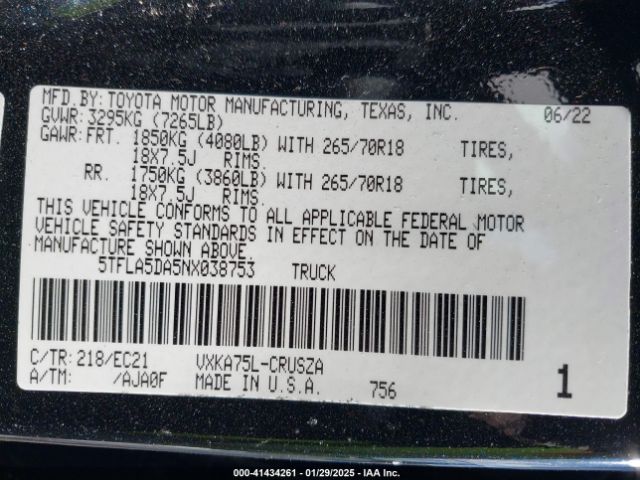 MFD.BY:TOYOTA MOTOR MANUFACTURING, TEXAS, INC. 06/22
GVWR:3295KG (7265LB)
GAWR:FRT. 1850KG (4080LB) WITH 265/70R18 TIRES,
18X7.5J RIMS.
RR. 1750KG (3860LB) WITH 265/70R18 TIRES,
18X7.5J RIMS.
THIS VEHICLE CONFORMS TO ALL APPLICABLE FEDERAL MOTOR
VEHICLE SAFETY STANDARDS IN EFFECT ON THE DATE OF
MANUFACTURE SHOWN ABOVE.
5TFLA5DA5NX038753 TRUCK
C/TR:218/EC21 VXKA75L-CRUSZA
A/TM: /AJA0F MADE IN U.S.A. 756 1
000-41434261 - 01/29/2025 - IAA Inc.